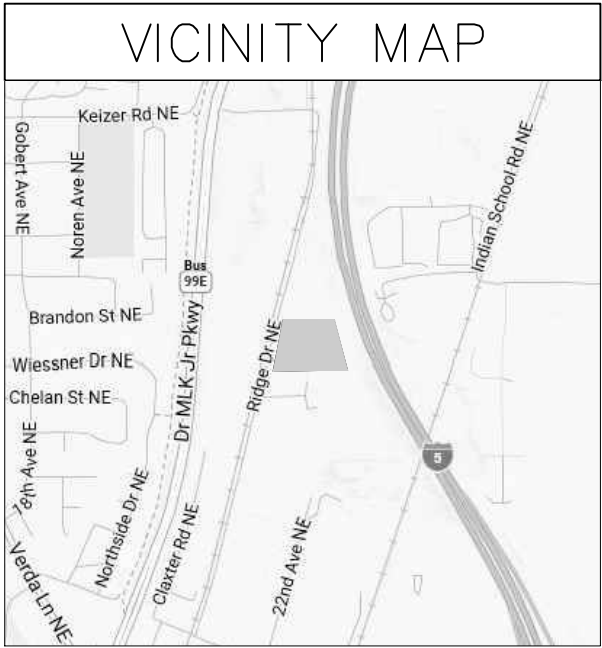 VICINITY MAP
Keizer Rd NE
Gobert Ave NE
Noren Ave NE
Indian School Rd NE
Bus
99E
Brandon St NE
Dr MLK Jr Pkwy
Ridge Dr NE
Wiessner Dr NE
Chelan St NE
18th Ave NE
5
Northside Dr NE
Claxter Rd NE
22nd Ave NE
Verda Ln NE